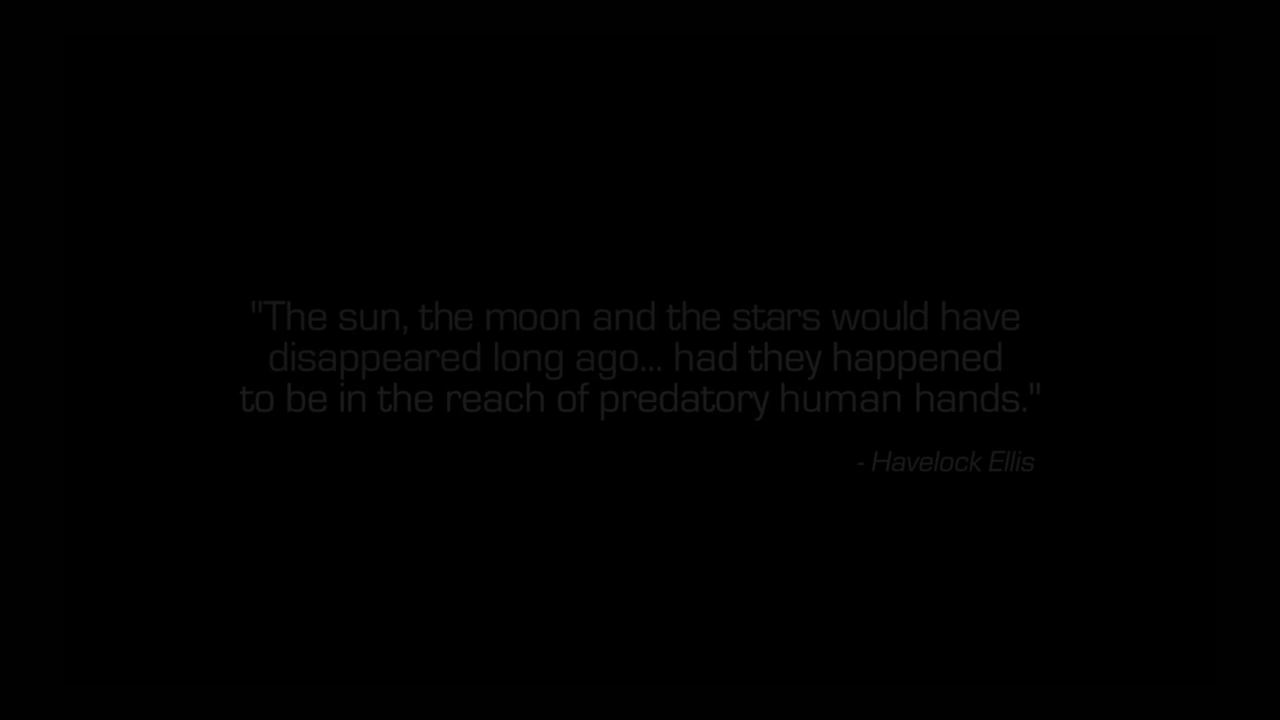 "The sun, the moon and the stars would have
disappeared long ago... had they happened
to be in the reach of predatory human hands."
- Havelock Ellis